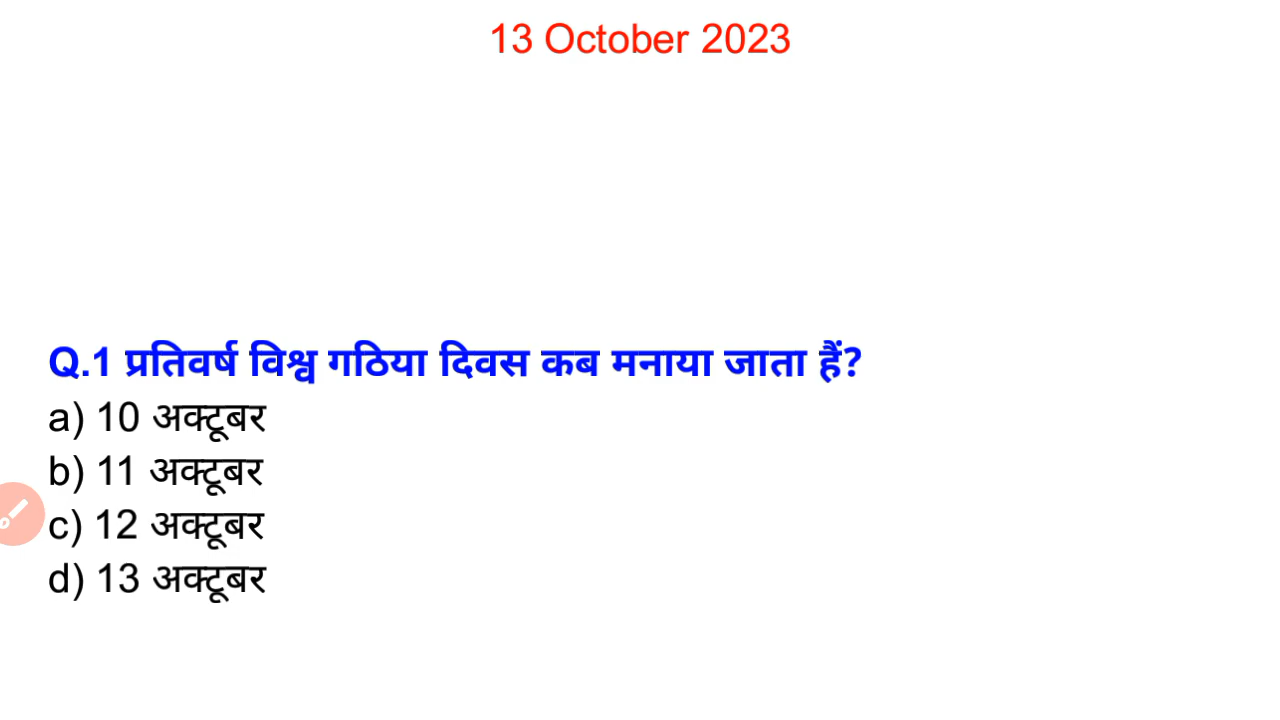 13 October 2023
Q.1 प्रतिवर्ष विश्व गठिया दिवस कब मनाया जाता हैं?
a) 10 अक्टूबर
b) 11 अक्टूबर
c) 12 अक्टूबर
d) 13 अक्टूबर